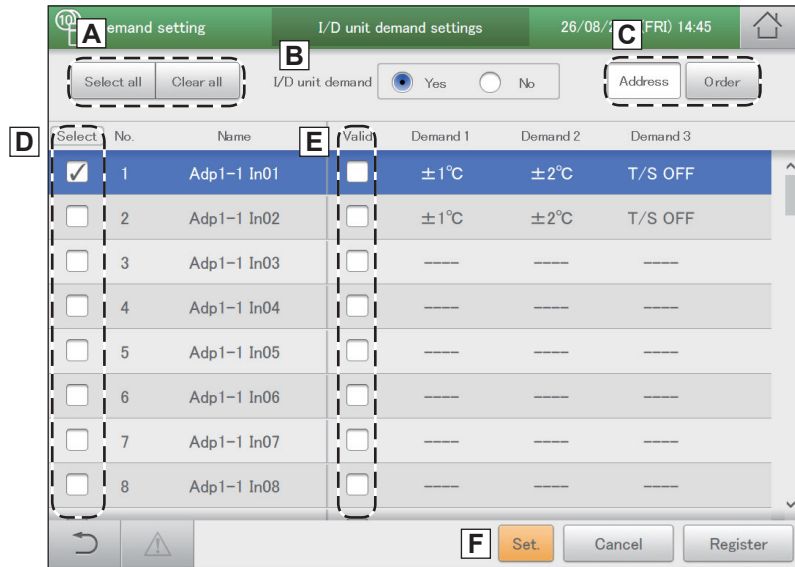 10 A emand setting I/D unit demand settings 26/08/2 C (FRI) 14:45
B
Select all Clear all I/D unit demand Yes No Address Order
D Select No. Name E Valid Demand 1 Demand 2 Demand 3
1 Adp1-1 In01 ±1℃ ±2℃ T/S OFF
2 Adp1-1 In02 ±1℃ ±2℃ T/S OFF
3 Adp1-1 In03 ---- ---- ----
4 Adp1-1 In04 ---- ---- ----
5 Adp1-1 In05 ---- ---- ----
6 Adp1-1 In06 ---- ---- ----
7 Adp1-1 In07 ---- ---- ----
8 Adp1-1 In08 ---- ---- ----
F Set. Cancel Register